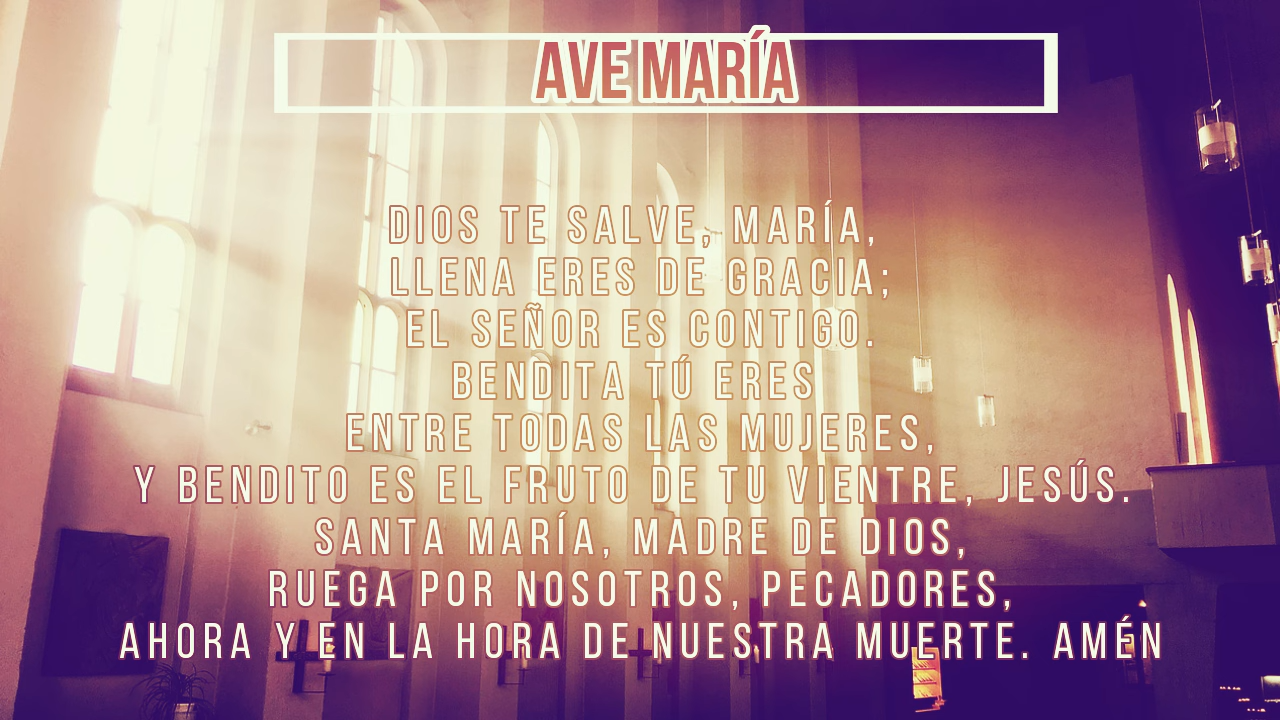 AVE MARÍA
DIOS TE SALVE, MARÍA,
LLENA ERES DE GRACIA;
EL SEÑOR ES CONTIGO.
BENDITA TÚ ERES
ENTRE TODAS LAS MUJERES,
Y BENDITO ES EL FRUTO DE TU VIENTRE, JESÚS.
SANTA MARÍA, MADRE DE DIOS,
RUEGA POR NOSOTROS, PECADORES,
AHORA Y EN LA HORA DE NUESTRA MUERTE. AMÉN